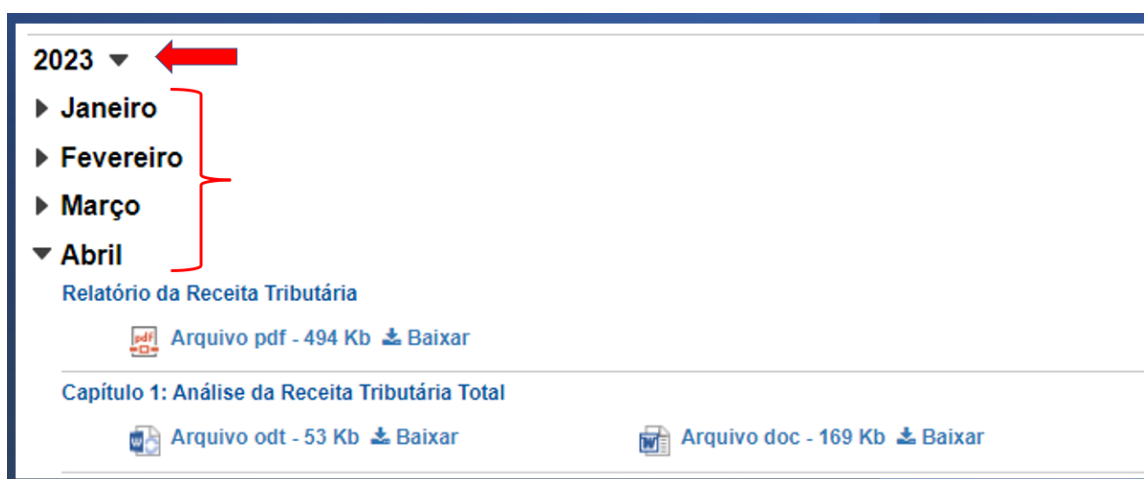 2023
Janeiro
Fevereiro
Março
Abril
Relatório da Receita Tributária
pdf Arquivo pdf - 494 Kb Baixar
Capítulo 1: Análise da Receita Tributária Total
W Arquivo odt - 53 Kb Baixar W Arquivo doc - 169 Kb Baixar